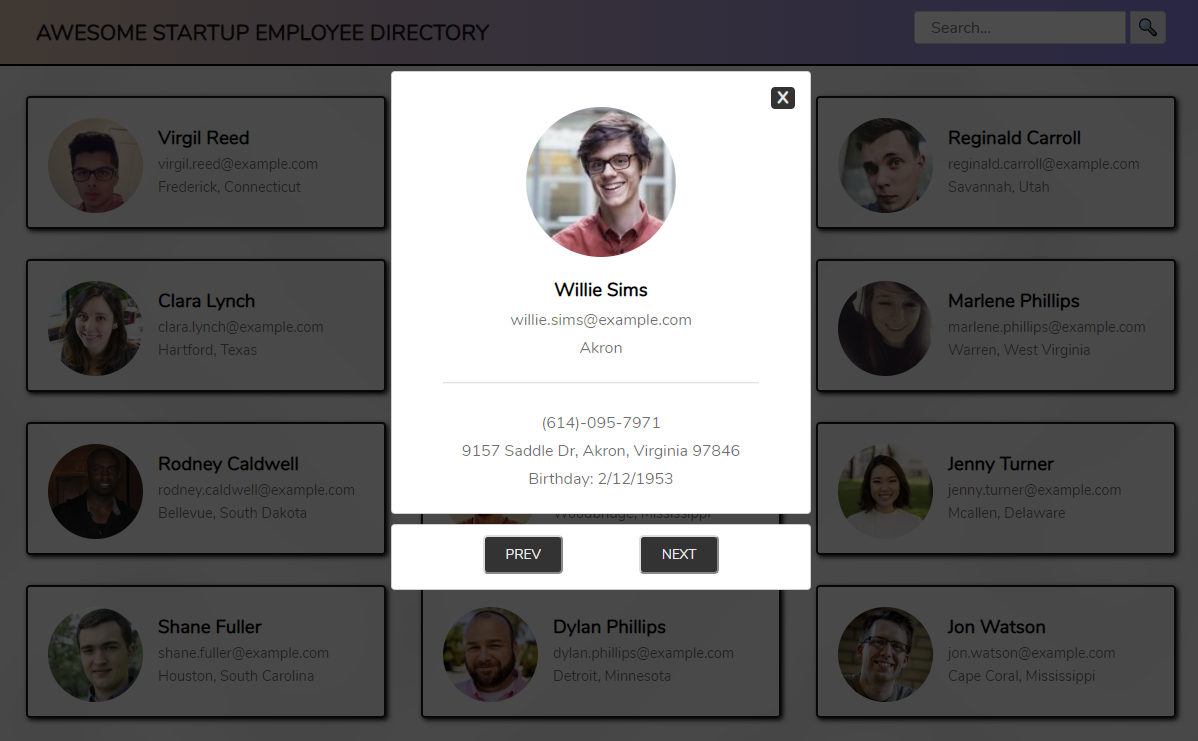 AWESOME STARTUP EMPLOYEE DIRECTORY
Search...
X
Virgil Reed
virgil.reed@example.com
Frederick, Connecticut
Reginald Carroll
reginald.carroll@example.com
Savannah, Utah
Willie Sims
willie.sims@example.com
Akron
Clara Lynch
clara.lynch@example.com
Hartford, Texas
Marlene Phillips
marlene.phillips@example.com
Warren, West Virginia
(614)-095-7971
9157 Saddle Dr, Akron, Virginia 97846
Birthday: 2/12/1953
Rodney Caldwell
rodney.caldwell@example.com
Bellevue, South Dakota
Woodbridge, Mississippi
Jenny Turner
jenny.turner@example.com
Mcallen, Delaware
PREV
NEXT
Shane Fuller
shane.fuller@example.com
Houston, South Carolina
Dylan Phillips
dylan.phillips@example.com
Detroit, Minnesota
Jon Watson
jon.watson@example.com
Cape Coral, Mississippi